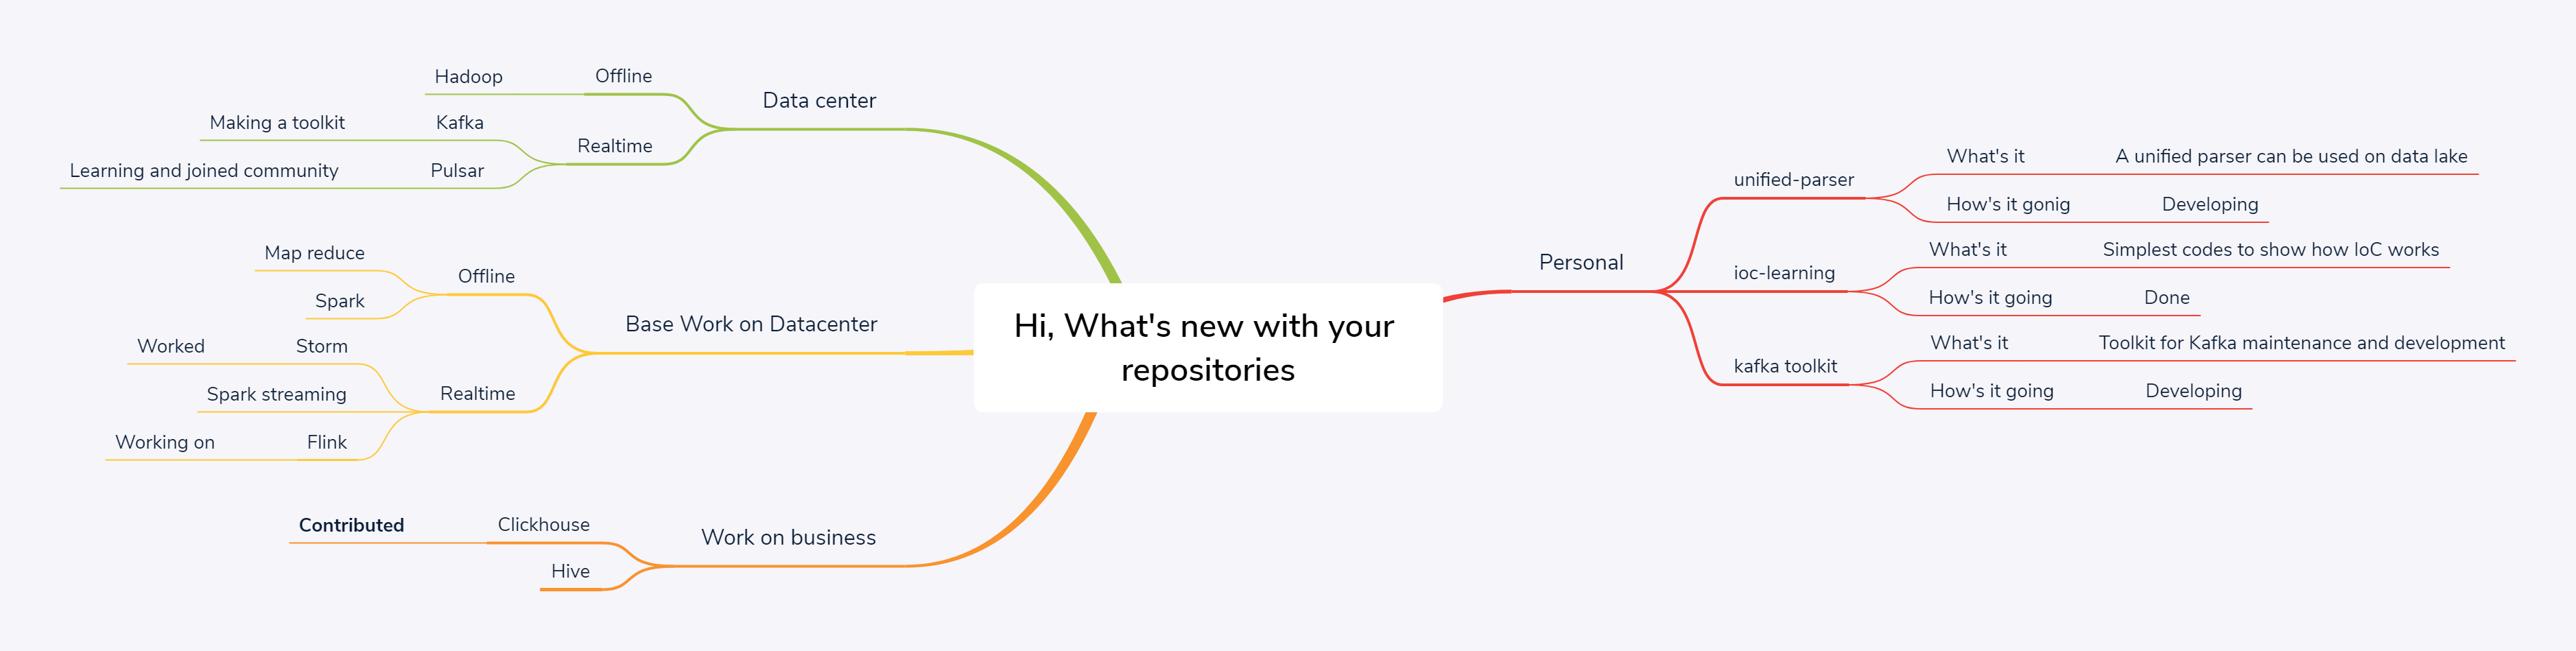 Hi, What's new with your
repositories
Data center
Offline
Hadoop
Realtime
Kafka
Making a toolkit
Pulsar
Learning and joined community
Base Work on Datacenter
Offline
Map reduce
Spark
Realtime
Storm
Worked
Spark streaming
Flink
Working on
Work on business
Clickhouse
Contributed
Hive
Personal
unified-parser
What's it
A unified parser can be used on data lake
How's it gonig
Developing
ioc-learning
What's it
Simplest codes to show how IoC works
How's it going
Done
kafka toolkit
What's it
Toolkit for Kafka maintenance and development
How's it going
Developing